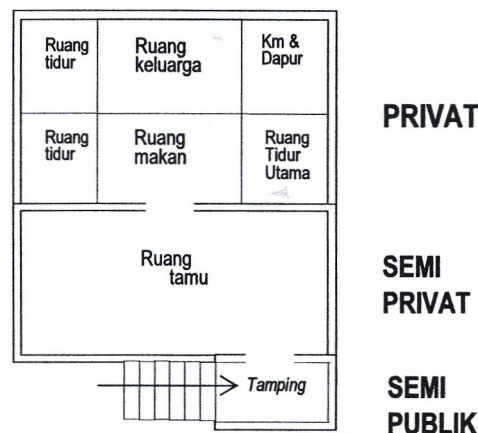 Ruang
tidur
Ruang
keluarga
Km &
Dapur
PRIVAT
Ruang
tidur
Ruang
makan
Ruang
Tidur
Utama
Ruang
tamu
SEMI
PRIVAT
Tamping
SEMI
PUBLIK